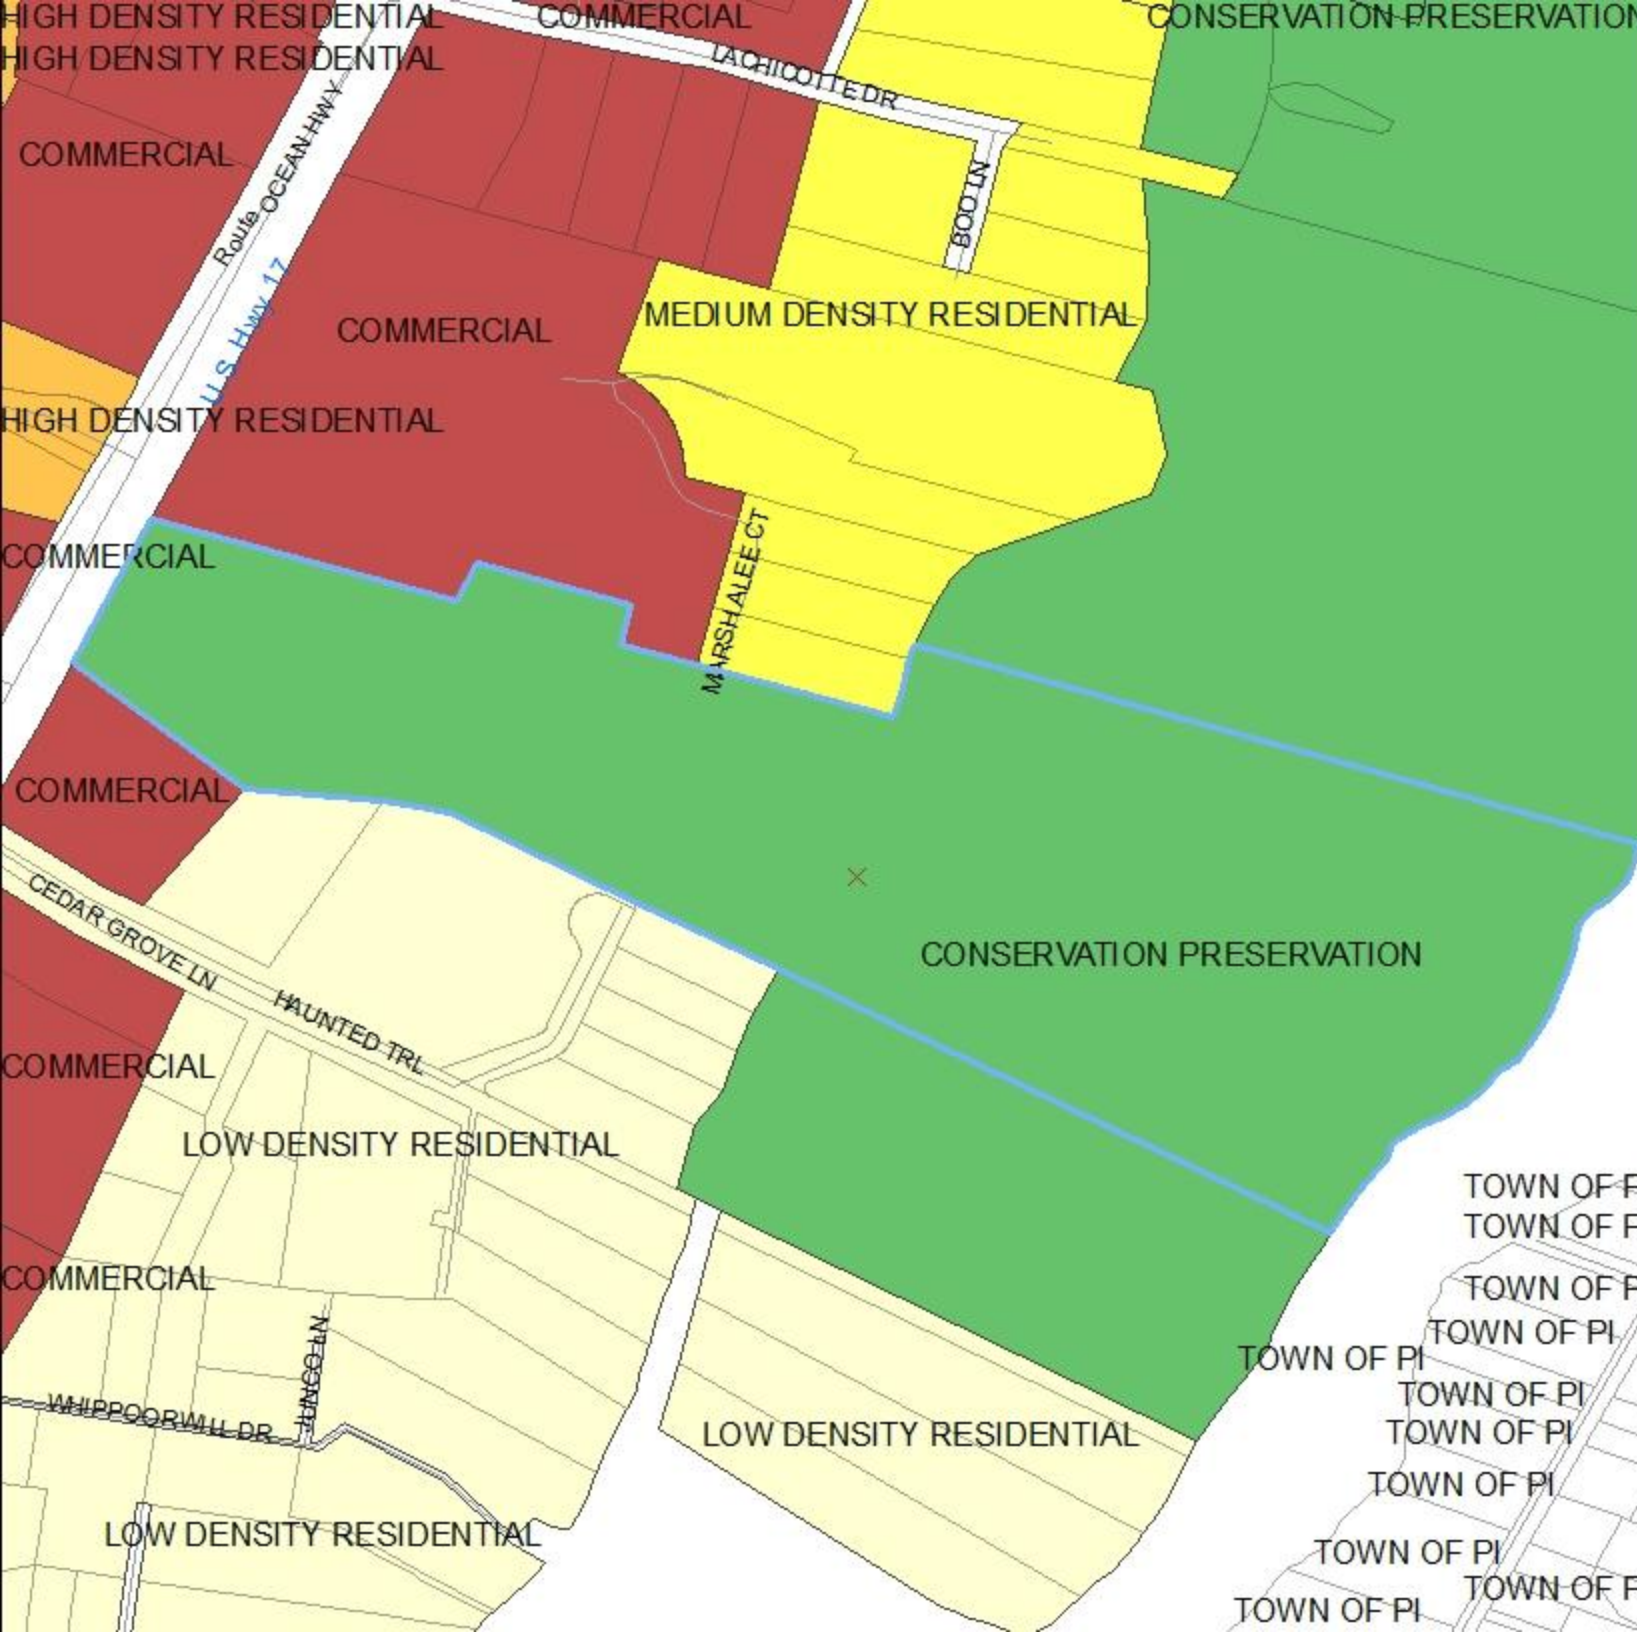 HIGH DENSITY RESIDENTIAL
COMMERCIAL
CONSERVATION PRESERVATION
HIGH DENSITY RESIDENTIAL
LACHICOTTE DR
COMMERCIAL
Route
OCEAN HWY
BOO LN
U.S. Hwy 17
COMMERCIAL
MEDIUM DENSITY RESIDENTIAL
HIGH DENSITY RESIDENTIAL
COMMERCIAL
MARSHALEE CT
COMMERCIAL
CEDAR GROVE LN
CONSERVATION PRESERVATION
HAUNTED TRL
COMMERCIAL
LOW DENSITY RESIDENTIAL
TOWN OF P
TOWN OF P
COMMERCIAL
TOWN OF P
TOWN OF PI
TOWN OF PI
JUNCO LN
WHIPPOORWILL DR
TOWN OF PI
LOW DENSITY RESIDENTIAL
TOWN OF PI
TOWN OF PI
LOW DENSITY RESIDENTIAL
TOWN OF PI
TOWN OF P
TOWN OF PI